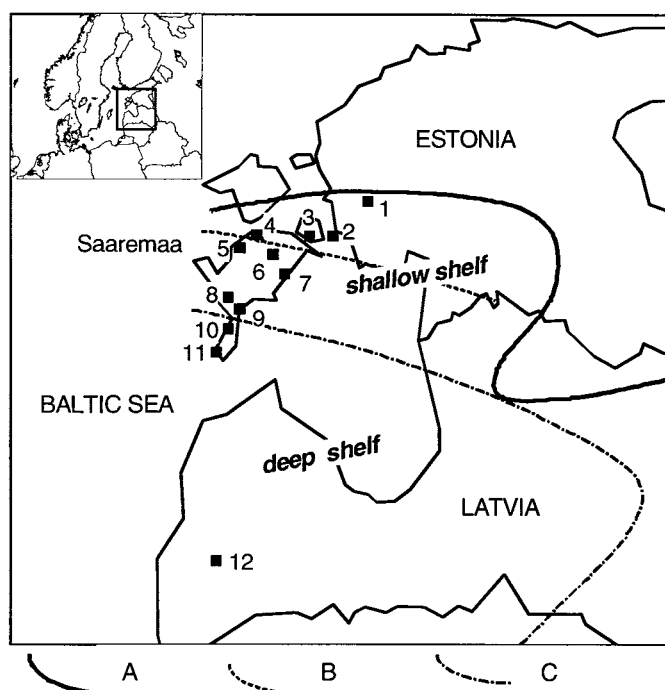 ESTONIA
1
Saaremaa
4
3
2
5
6
7
shallow shelf
8
9
10
11
BALTIC SEA
deep shelf
LATVIA
12
A
B
C